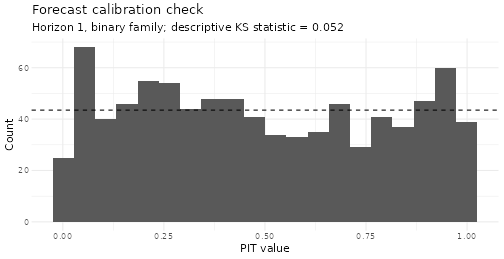 Forecast calibration check
Horizon 1, binary family; descriptive KS statistic = 0.052
Count
60
40
20
0
0.00 0.25 0.50 0.75 1.00
PIT value